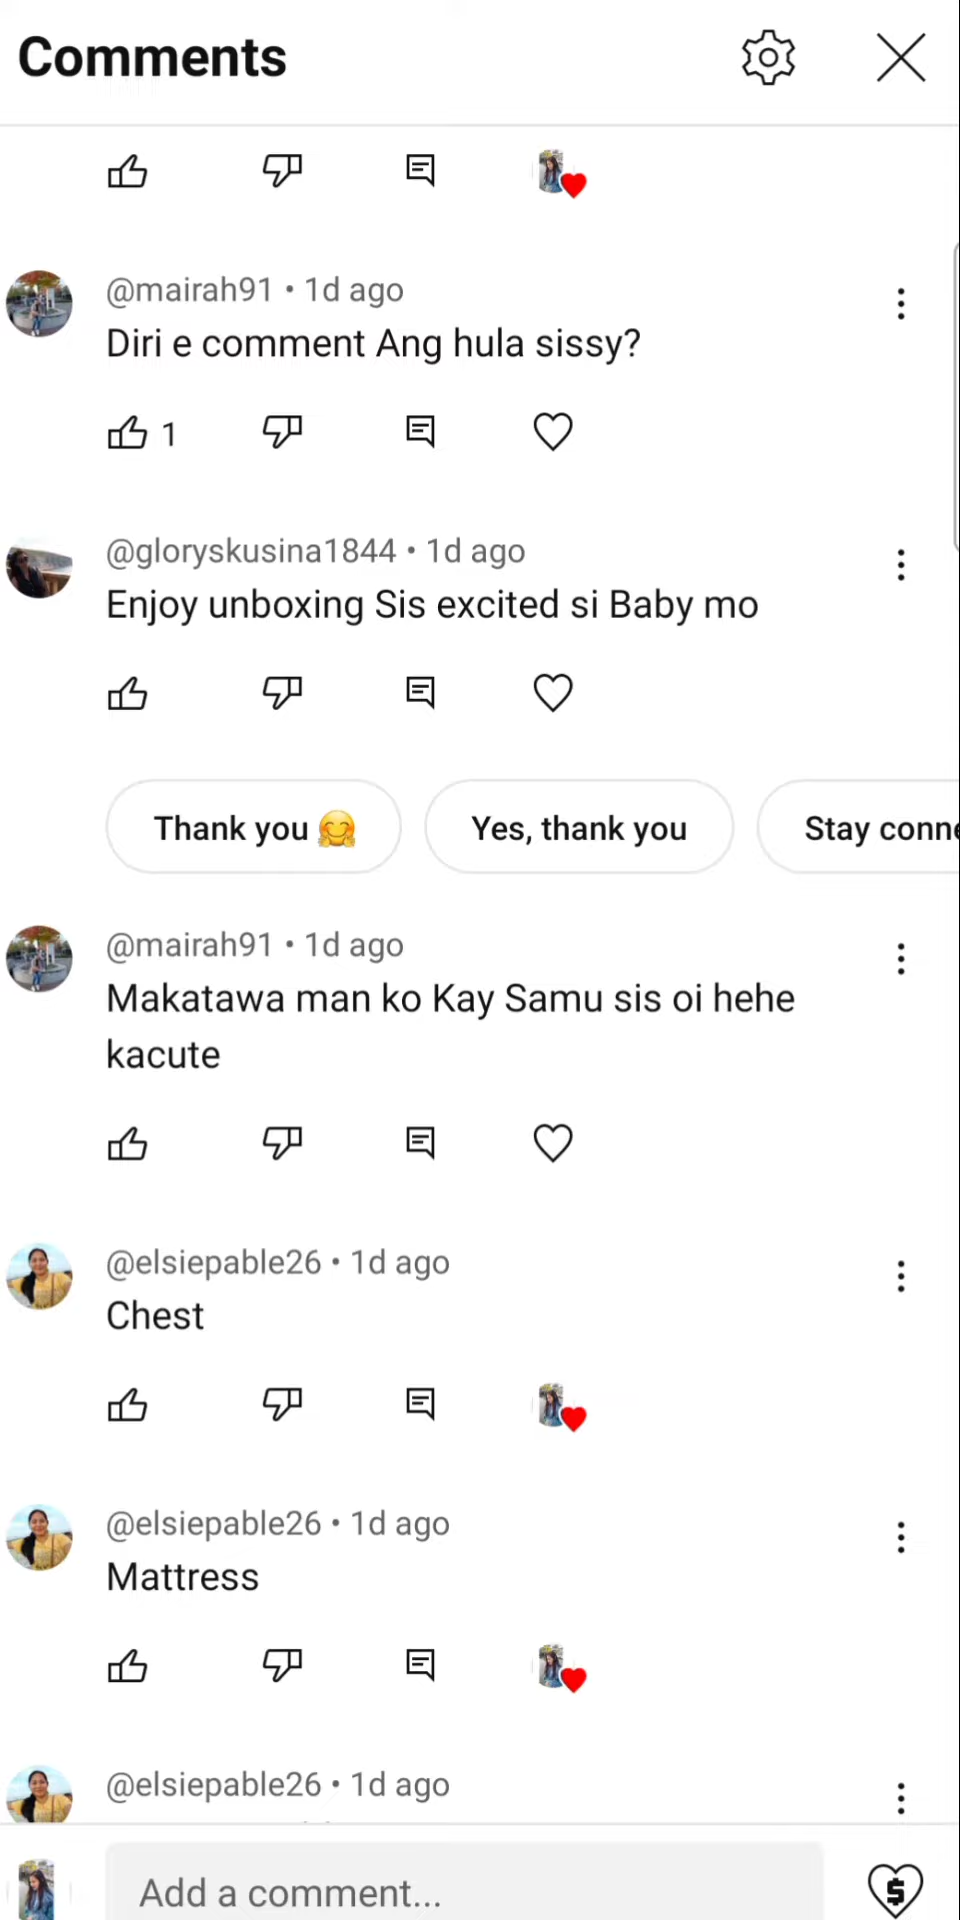 Comments
@mairah91 • 1d ago
Diri e comment Ang hula sissy?
1
@gloryskusina1844 • 1d ago
Enjoy unboxing Sis excited si Baby mo
Thank you 🤗
Yes, thank you
Stay conne
@mairah91 • 1d ago
Makatawa man ko Kay Samu sis oi hehe
kacute
@elsiepable26 • 1d ago
Chest
@elsiepable26 • 1d ago
Mattress
@elsiepable26 • 1d ago
Add a comment...